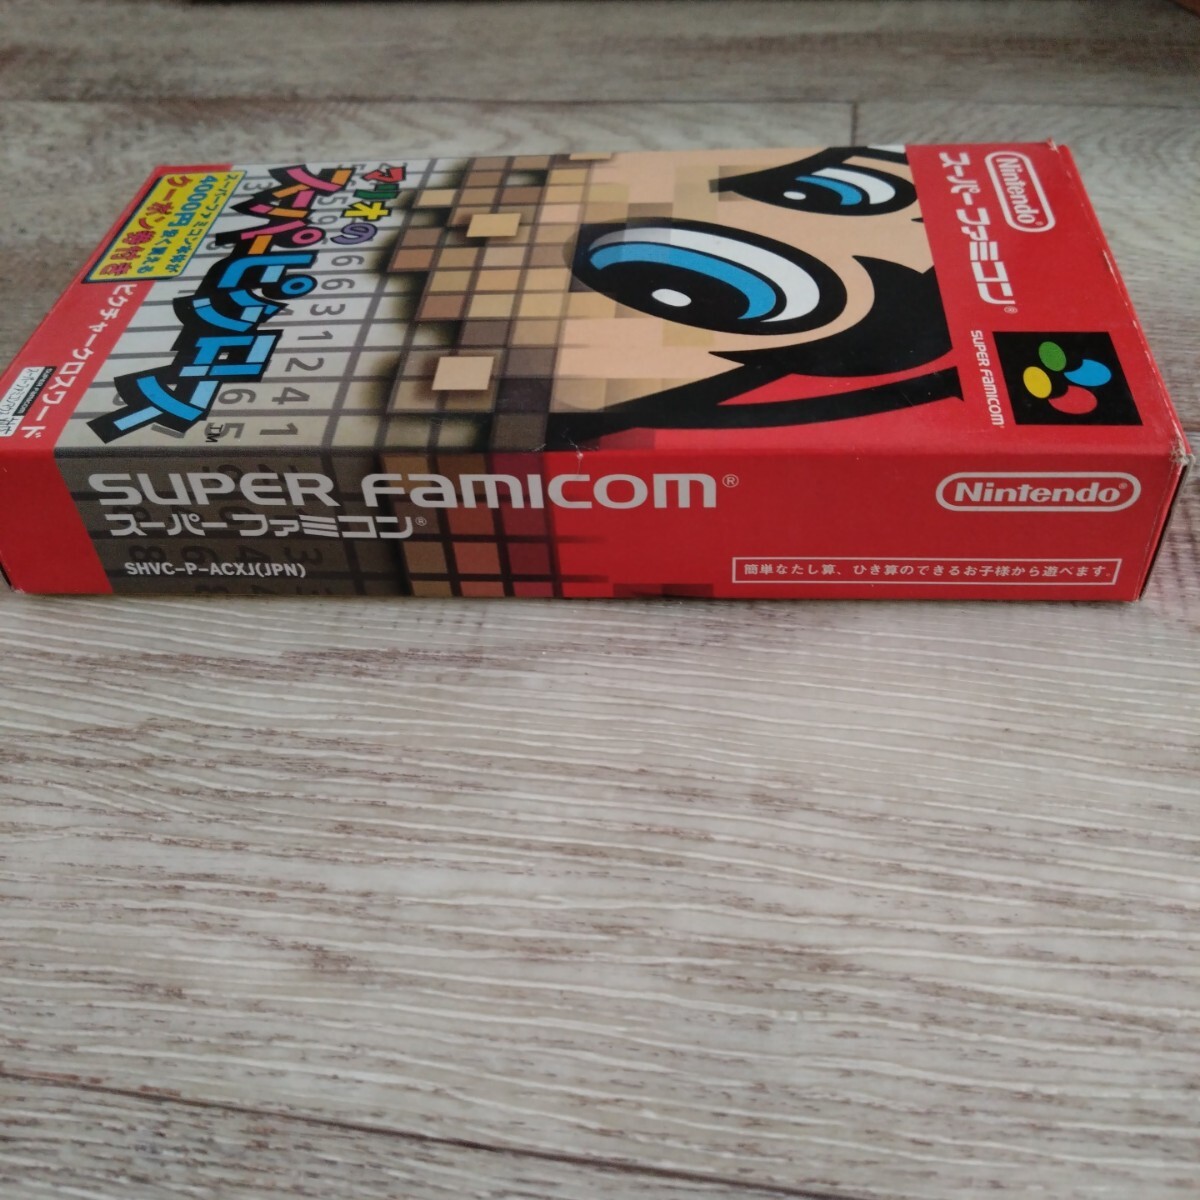 Nintendo®
スーパーファミコン®
SUPER FAMICOM™
マリオの
スーパーピクロス
TM
スーパーファミコン本体が
4000円安く買える
クーポン券付き
ピクチャークロスワード
SUPER FAMICOM®
スーパーファミコン®
SHVC-P-ACXJ(JPN)
Nintendo®
簡単なたし算、ひき算のできるお子様から遊べます。